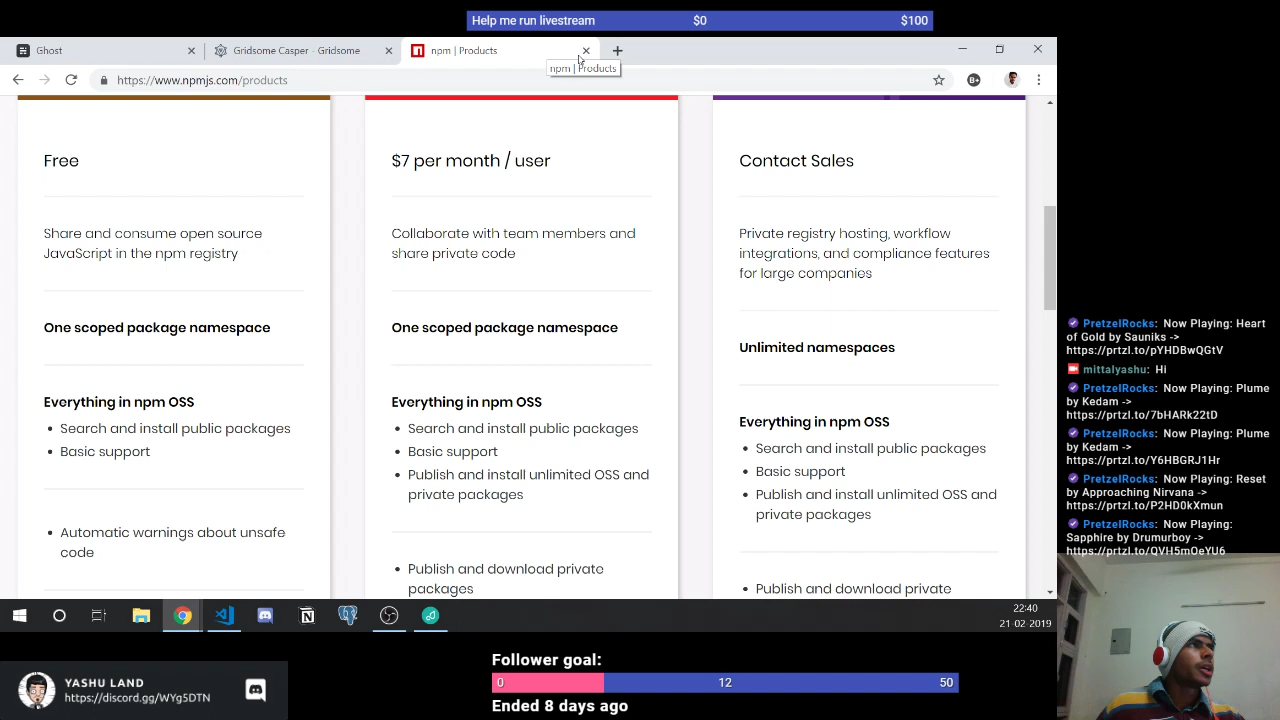 Help me run livestream $0 $100
Ghost
Gridsome Casper - Gridsome
npm | Products
https://www.npmjs.com/products
npm | Products
B+
Free
Share and consume open source
JavaScript in the npm registry
One scoped package namespace
Everything in npm OSS
Search and install public packages
Basic support
Automatic warnings about unsafe
code
$7 per month / user
Collaborate with team members and
share private code
One scoped package namespace
Everything in npm OSS
Search and install public packages
Basic support
Publish and install unlimited OSS and
private packages
Publish and download private
packages
Contact Sales
Private registry hosting, workflow
integrations, and compliance features
for large companies
Unlimited namespaces
Everything in npm OSS
Search and install public packages
Basic support
Publish and install unlimited OSS and
private packages
Publish and download private
PretzelRocks: Now Playing: Heart
of Gold by Sauniks ->
https://prtzl.to/pYHDBwQGtV
mittalyashu: Hi
PretzelRocks: Now Playing: Plume
by Kedam ->
https://prtzl.to/7bHARk22tD
PretzelRocks: Now Playing: Plume
by Kedam ->
https://prtzl.to/Y6HBGRJ1Hr
PretzelRocks: Now Playing: Reset
by Approaching Nirvana ->
https://prtzl.to/P2HD0kXmun
PretzelRocks: Now Playing:
Sapphire by Drumurboy ->
https://prtzl.to/QVH5mOeYU6
22:40
21-02-2019
YASHU LAND
https://discord.gg/WYg5DTN
Follower goal:
0 12 50
Ended 8 days ago